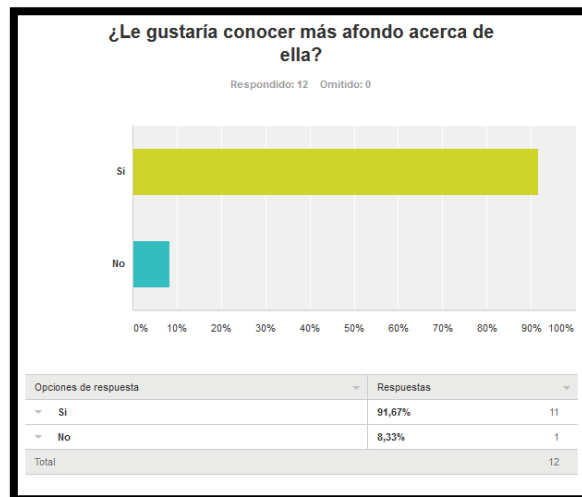 ¿Le gustaría conocer más afondo acerca de
ella?
Respondido: 12 Omitido: 0
Si
No
0% 10% 20% 30% 40% 50% 60% 70% 80% 90% 100%
Opciones de respuesta Respuestas
Si 91,67% 11
No 8,33% 1
Total 12